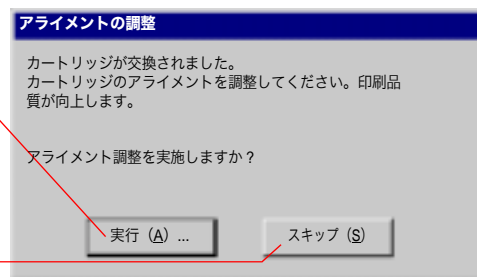 アライメントの調整
カートリッジが交換されました。
カートリッジのアライメントを調整してください。印刷品
質が向上します。
アライメント調整を実施しますか？
実行（A）...
スキップ（S）